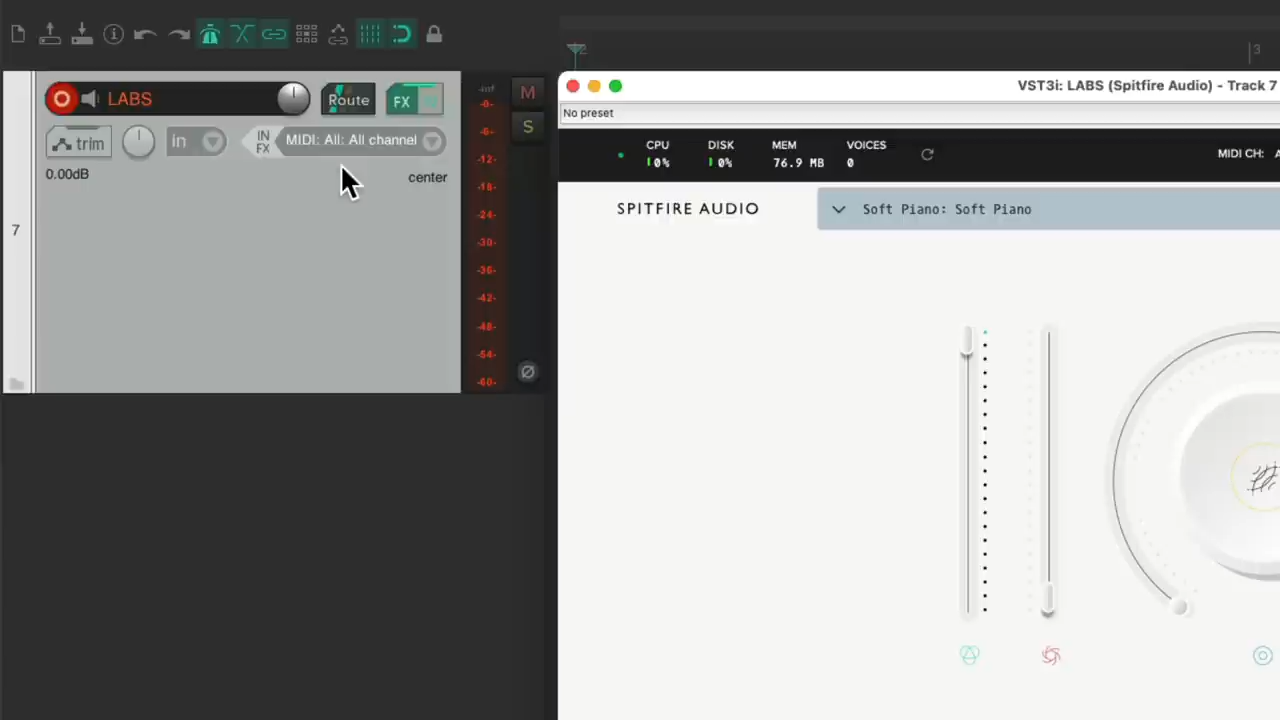 LABS
Route
FX
trim
in
IN
FX
MIDI: All: All channel
0.00dB
center
7
-inf
-0-
-6-
-12-
-18-
-24-
-30-
-36-
-42-
-48-
-54-
-60-
M
S
3
VST3i: LABS (Spitfire Audio) - Track 7
No preset
CPU
0%
DISK
0%
MEM
76.9 MB
VOICES
0
MIDI CH:
SPITFIRE AUDIO
Soft Piano: Soft Piano